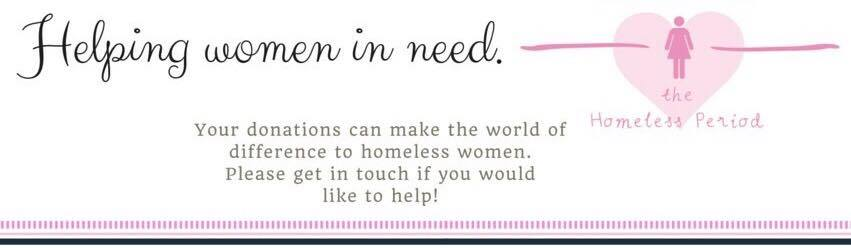 Helping women in need.
the
Homeless Period
Your donations can make the world of
difference to homeless women.
Please get in touch if you would
like to help!